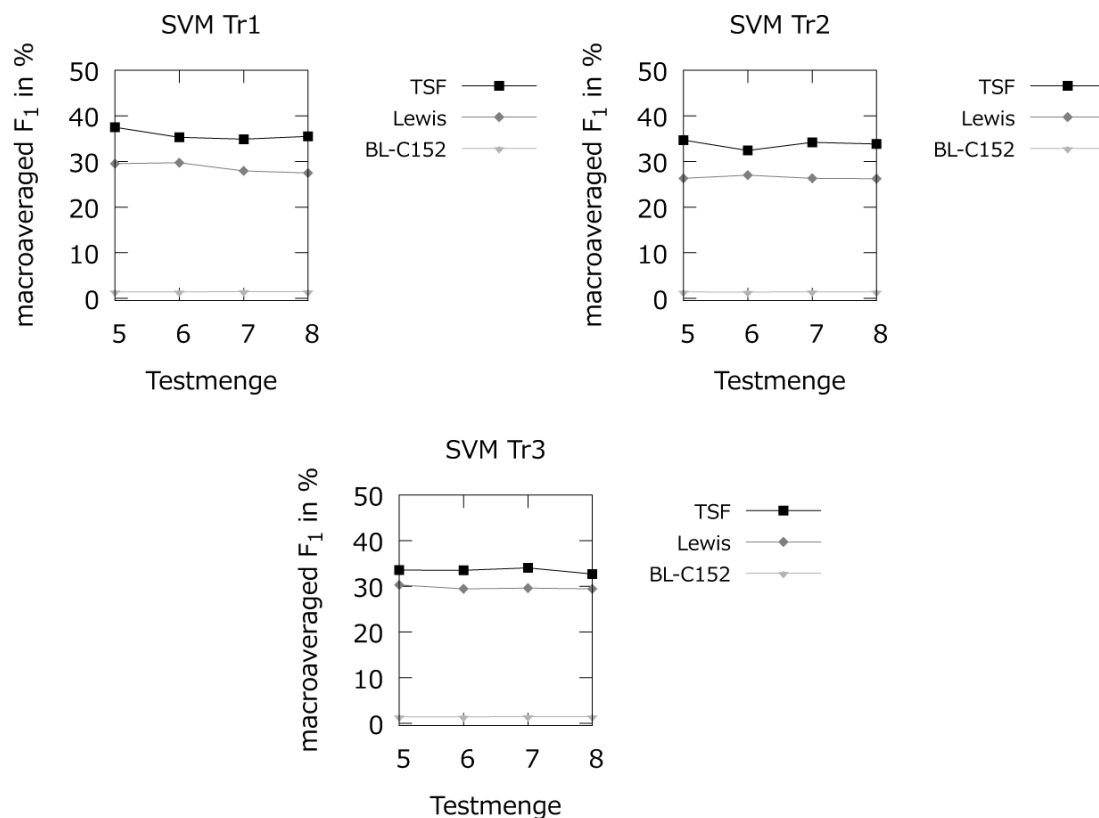 SVM Tr1
macroaveraged F₁ in %
50
40
30
20
10
0
5 6 7 8
Testmenge
TSF
Lewis
BL-C152
SVM Tr2
macroaveraged F₁ in %
50
40
30
20
10
0
5 6 7 8
Testmenge
TSF
Lewis
BL-C152
SVM Tr3
macroaveraged F₁ in %
50
40
30
20
10
0
5 6 7 8
Testmenge
TSF
Lewis
BL-C152